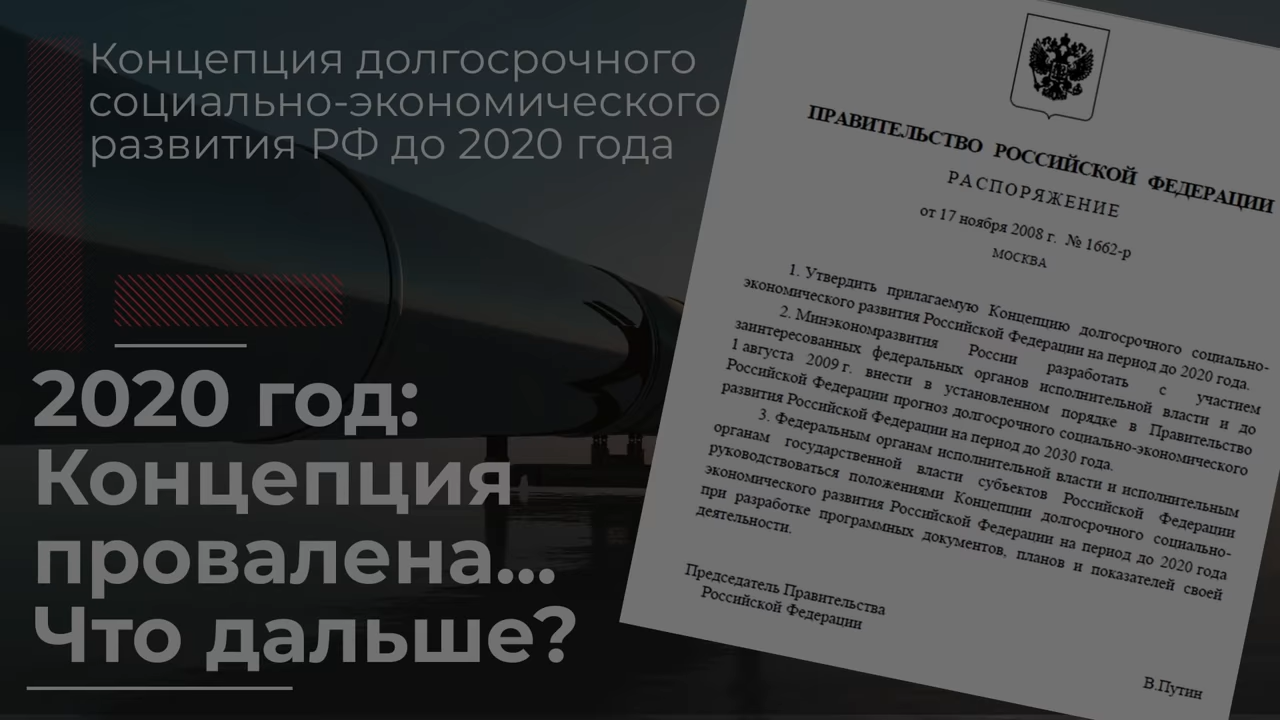 Концепция долгосрочного
социально-экономического
развития РФ до 2020 года
2020 год:
Концепция
провалена...
Что дальше?
ПРАВИТЕЛЬСТВО РОССИЙСКОЙ ФЕДЕРАЦИИ
РАСПОРЯЖЕНИЕ
от 17 ноября 2008 г. № 1662-р
МОСКВА
1. Утвердить прилагаемую Концепцию долгосрочного социально-
экономического развития Российской Федерации на период до 2020 года.
2. Минэкономразвития России разработать с участием
заинтересованных федеральных органов исполнительной власти и до
1 августа 2009 г. внести в установленном порядке в Правительство
Российской Федерации прогноз долгосрочного социально-экономического
развития Российской Федерации на период до 2030 года.
3. Федеральным органам исполнительной власти и исполнительным
органам государственной власти субъектов Российской Федерации
руководствоваться положениями Концепции долгосрочного социально-
экономического развития Российской Федерации на период до 2020 года
при разработке программных документов, планов и показателей своей
деятельности.
Председатель Правительства
Российской Федерации
В.Путин